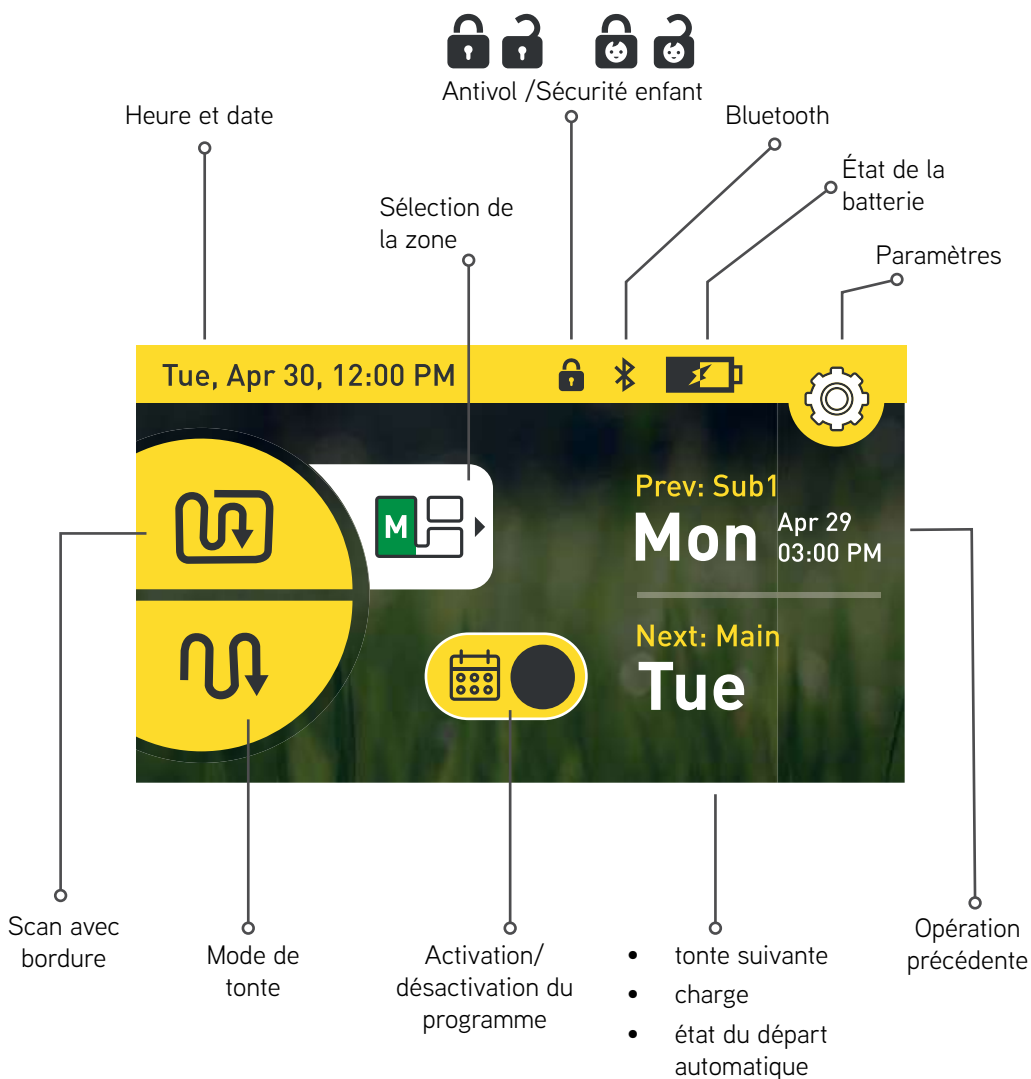 Antivol /Sécurité enfant
Heure et date
Bluetooth
État de la
batterie
Sélection de
la zone
Paramètres
Tue, Apr 30, 12:00 PM
M
Prev: Sub1
Mon
Apr 29
03:00 PM
Next: Main
Tue
Scan avec
bordure
Mode de
tonte
Activation/
désactivation du
programme
• tonte suivante
• charge
• état du départ
automatique
Opération
précédente